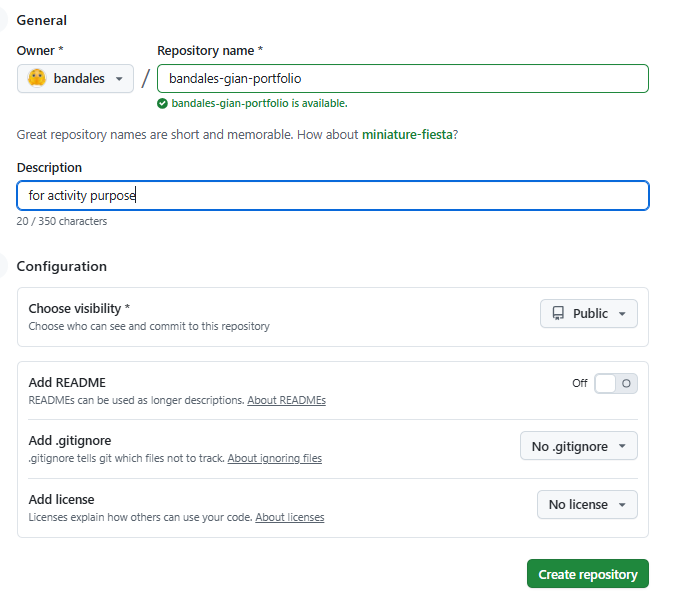 General
Owner * Repository name *
bandales / bandales-gian-portfolio
bandales-gian-portfolio is available.
Great repository names are short and memorable. How about miniature-fiesta?
Description
for activity purpose
20 / 350 characters
Configuration
Choose visibility *
Choose who can see and commit to this repository
Public
Add README
READMEs can be used as longer descriptions. About READMEs
Off
Add .gitignore
.gitignore tells git which files not to track. About ignoring files
No .gitignore
Add license
Licenses explain how others can use your code. About licenses
No license
Create repository